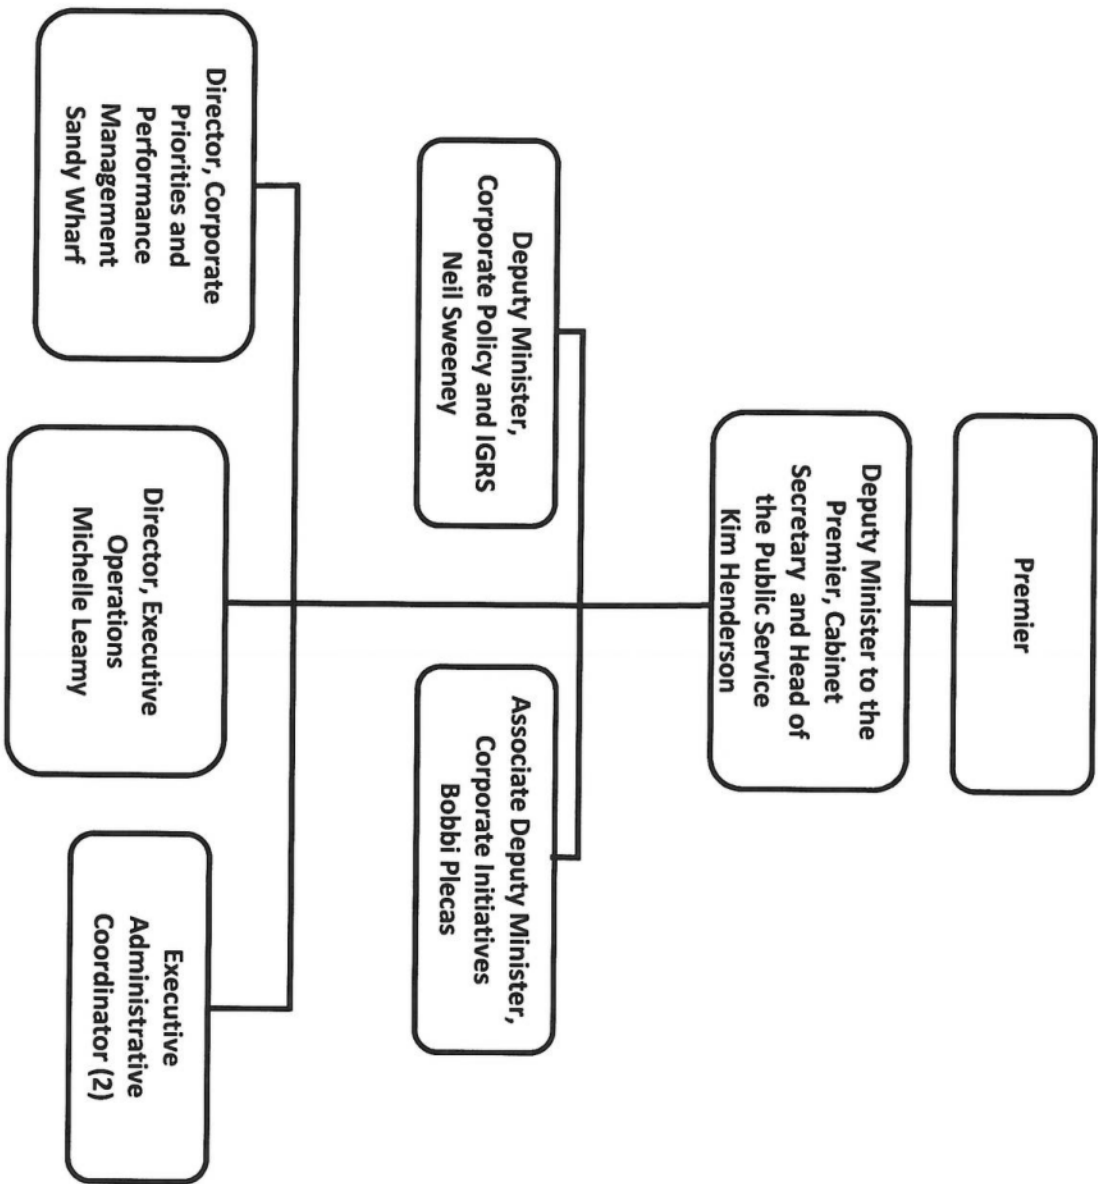 Premier
Deputy Minister to the
Premier, Cabinet
Secretary and Head of
the Public Service
Kim Henderson
Deputy Minister,
Corporate Policy and IGRS
Neil Sweeney
Associate Deputy Minister,
Corporate Initiatives
Bobbi Plecas
Director, Corporate
Priorities and
Performance
Management
Sandy Wharf
Director, Executive
Operations
Michelle Leamy
Executive
Administrative
Coordinator (2)